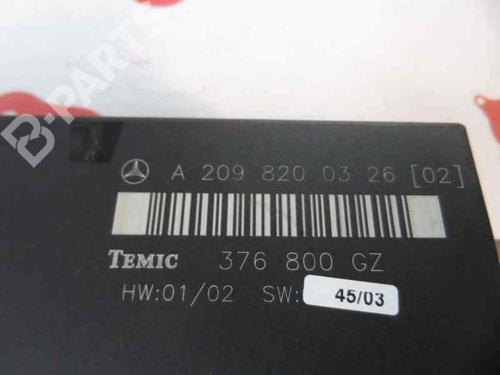 B-PARTS
A 209 820 03 26 [02]
TEMIC 376 800 GZ
HW:01/02 SW: 45/03